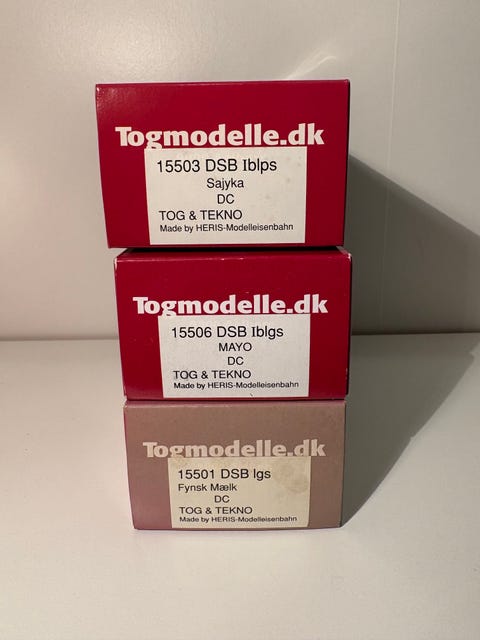 Togmodelle.dk
15503 DSB Iblps
Sajyka
DC
TOG & TEKNO
Made by HERIS-Modelleisenbahn
Togmodelle.dk
15506 DSB Iblgs
MAYO
DC
TOG & TEKNO
Made by HERIS-Modelleisenbahn
Togmodelle.dk
15501 DSB lgs
Fynsk Mælk
DC
TOG & TEKNO
Made by HERIS-Modelleisenbahn